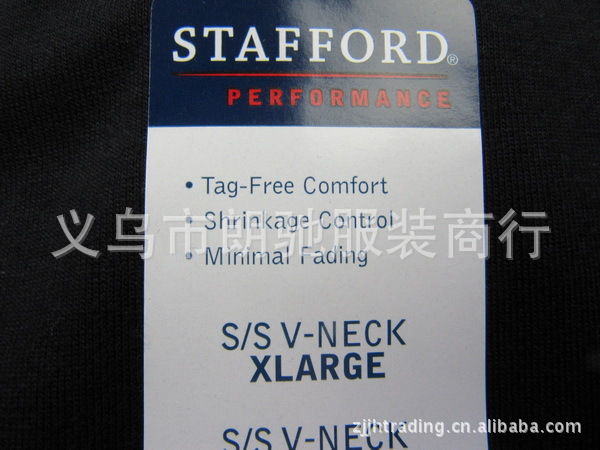 STAFFORD®
PERFORMANCE
• Tag-Free Comfort
• Shrinkage Control
义乌市朗驰服装商行
• Minimal Fading
S/S V-NECK
XLARGE
S/S V-NECK
zjjhtrading.cn.alibaba.com